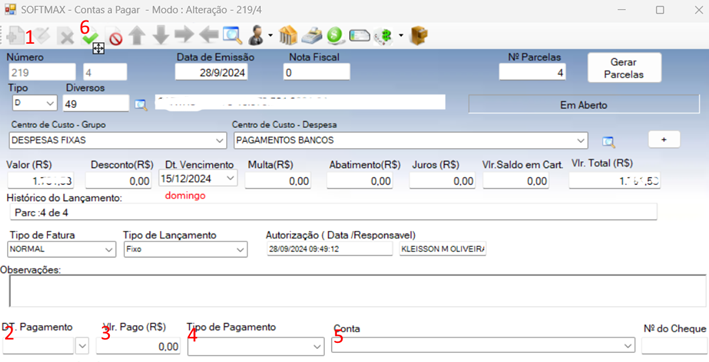 SOFTMAX - Contas a Pagar - Modo : Alteração - 219/4
1 6
Número Data de Emissão Nota Fiscal Nº Parcelas
219 4 28/9/2024 0 4 Gerar Parcelas
Tipo Diversos
D 49 Em Aberto
Centro de Custo - Grupo Centro de Custo - Despesa
DESPESAS FIXAS PAGAMENTOS BANCOS +
Valor (R$) Desconto(R$) Dt. Vencimento Multa(R$) Abatimento(R$) Juros (R$) Vlr.Saldo em Cart. Vlr. Total (R$)
0,00 15/12/2024 0,00 0,00 0,00 0,00
domingo
Histórico do Lançamento:
Parc :4 de 4
Tipo de Fatura Tipo de Lançamento Autorização ( Data /Responsavel)
NORMAL Fixo 28/09/2024 09:49:12 KLEISSON M OLIVEIRA
Observações:
DT. Pagamento Vlr. Pago (R$) Tipo de Pagamento Conta Nº do Cheque
2 3 4 5
0,00